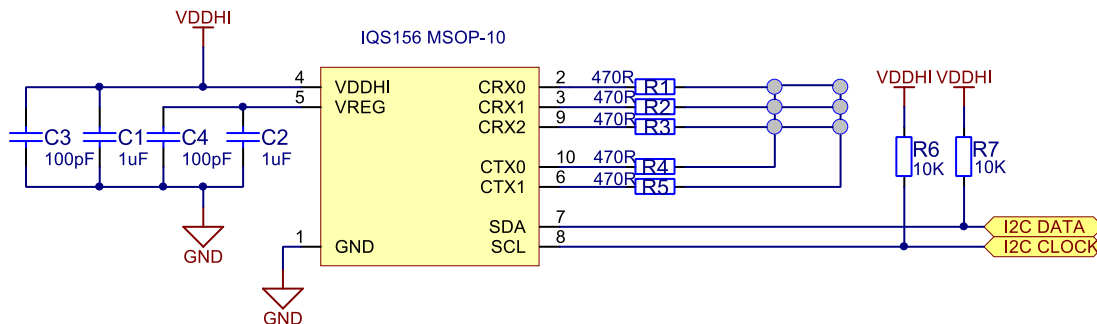 VDDHI
IQS156 MSOP-10
4 VDDHI
5 VREG
1 GND
CRX0 2 470R R1
CRX1 3 470R R2
CRX2 9 470R R3
CTX0 10 470R R4
CTX1 6 470R R5
SDA 7
SCL 8
C3 100pF
C1 1uF
C4 100pF
C2 1uF
GND
GND
VDDHI VDDHI
R6 10K
R7 10K
I2C DATA
I2C CLOCK